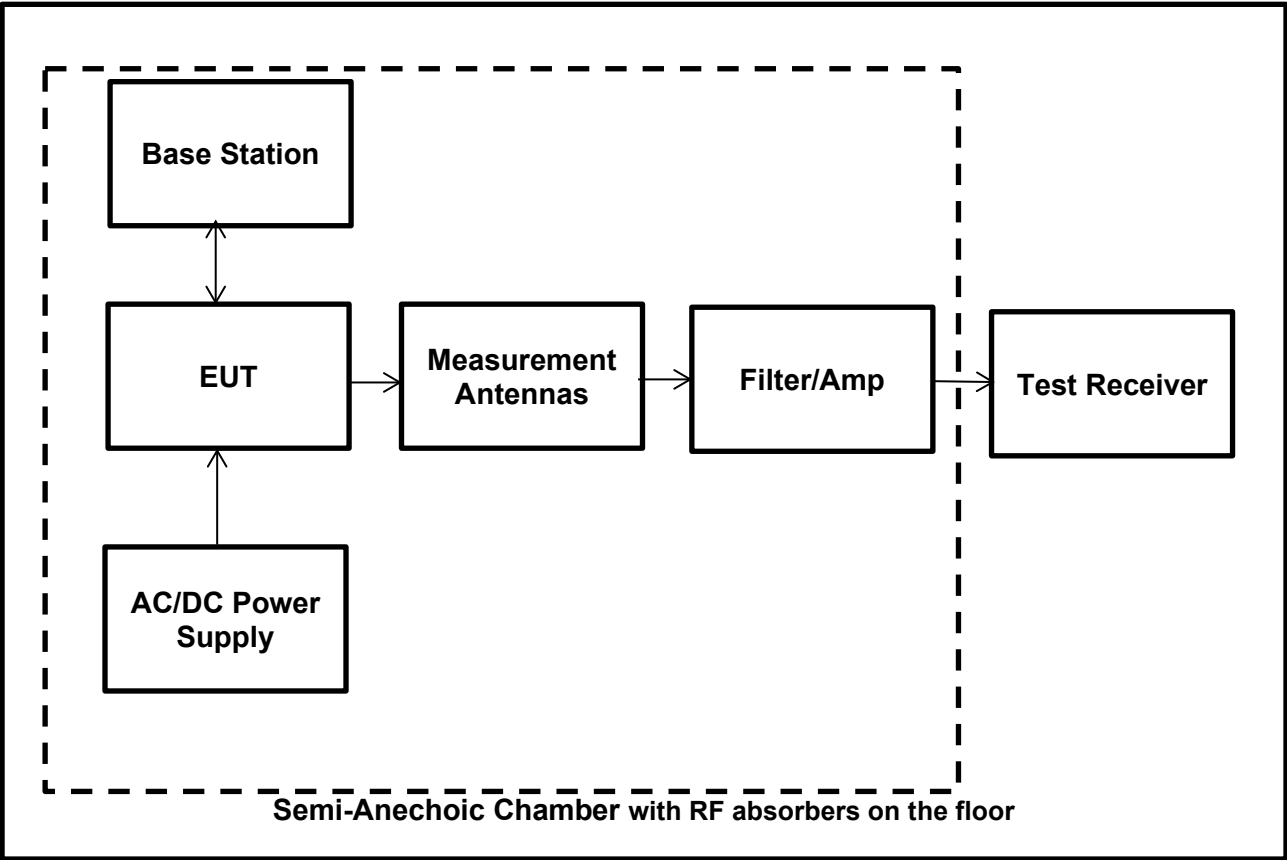 Base Station
EUT
Measurement
Antennas
Filter/Amp
Test Receiver
AC/DC Power
Supply
Semi-Anechoic Chamber with RF absorbers on the floor